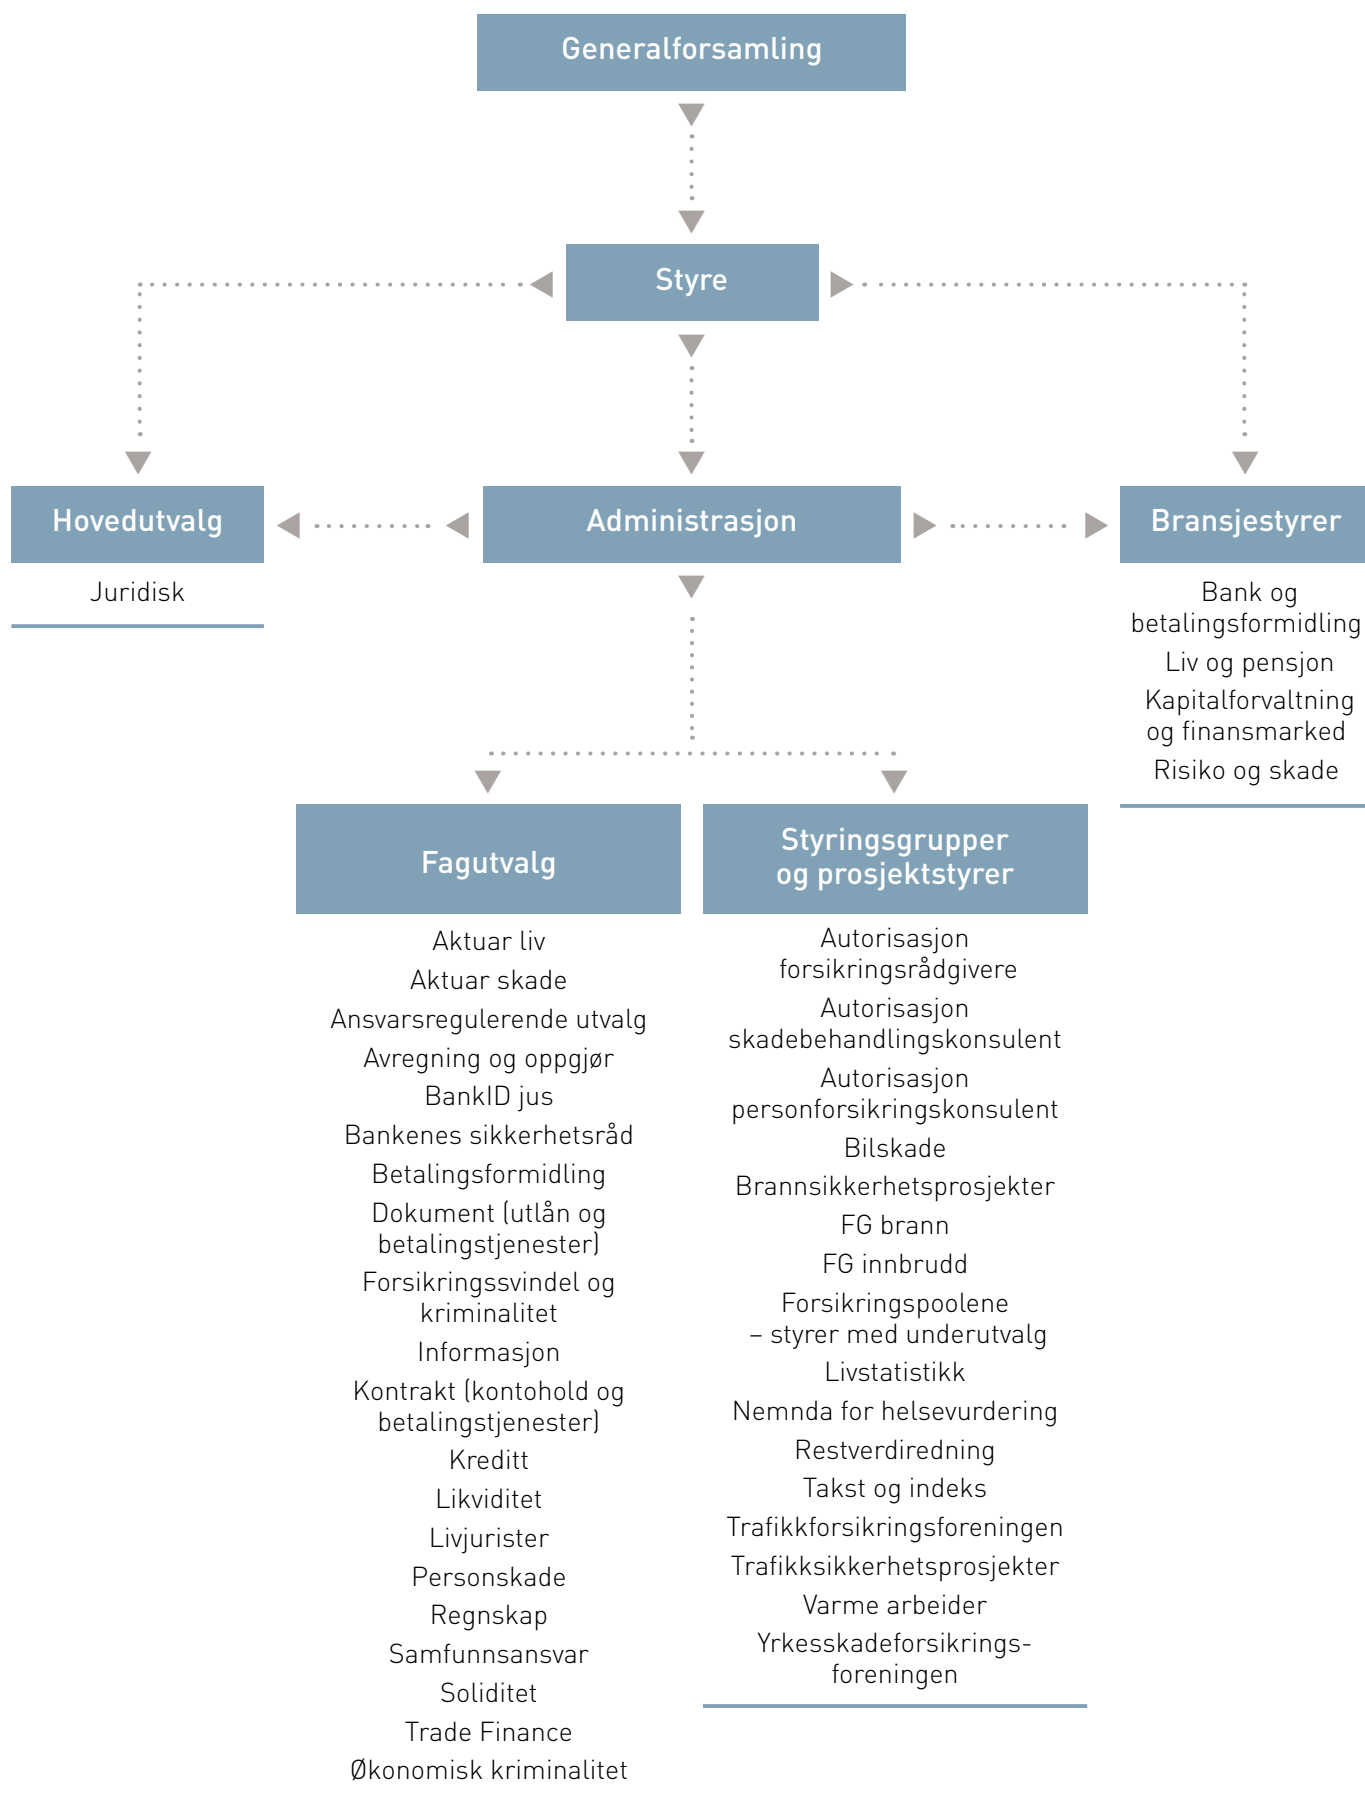 Generalforsamling
Styre
Hovedutvalg
Juridisk
Administrasjon
Bransjestyrer
Bank og
betalingsformidling
Liv og pensjon
Kapitalforvaltning
og finansmarked
Risiko og skade
Fagutvalg
Aktuar liv
Aktuar skade
Ansvarsregulerende utvalg
Avregning og oppgjør
BankID jus
Bankenes sikkerhetsråd
Betalingsformidling
Dokument (utlån og
betalingstjenester)
Forsikringssvindel og
kriminalitet
Informasjon
Kontrakt (kontohold og
betalingstjenester)
Kreditt
Likviditet
Livjurister
Personskade
Regnskap
Samfunnsansvar
Soliditet
Trade Finance
Økonomisk kriminalitet
Styringsgrupper
og prosjektstyrer
Autorisasjon
forsikringsrådgivere
Autorisasjon
skadebehandlingskonsulent
Autorisasjon
personforsikringskonsulent
Bilskade
Brannsikkerhetsprosjekter
FG brann
FG innbrudd
Forsikringspoolene
– styrer med underutvalg
Livstatistikk
Nemnda for helsevurdering
Restverdiredning
Takst og indeks
Trafikkforsikringsforeningen
Trafikksikkerhetsprosjekter
Varme arbeider
Yrkesskadeforsikrings-
foreningen